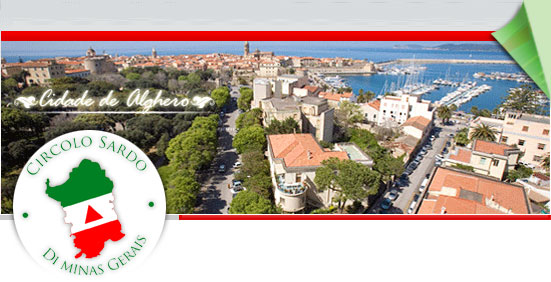 Cidade de Alghero
CIRCOLO SARDO
DI MINAS GERAIS